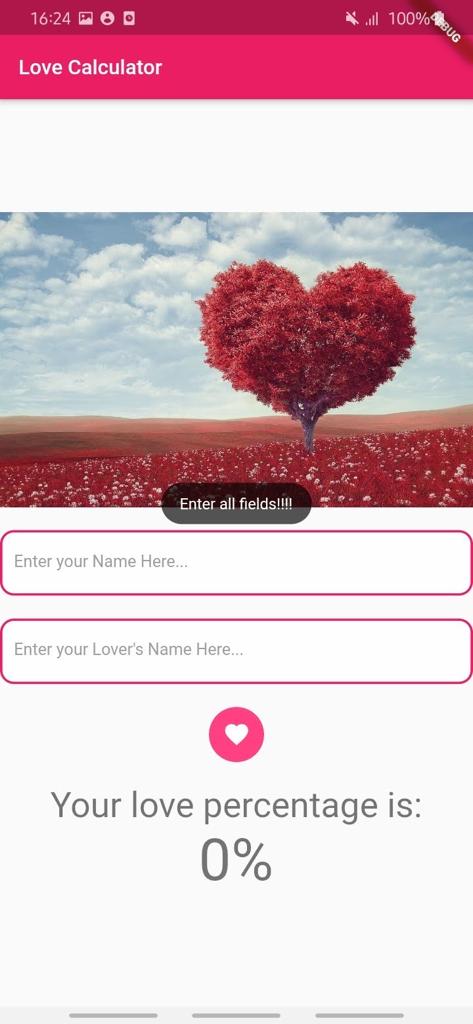 16:24 100%
DEBUG
Love Calculator
Enter all fields!!!!
Enter your Name Here...
Enter your Lover's Name Here...
Your love percentage is:
0%